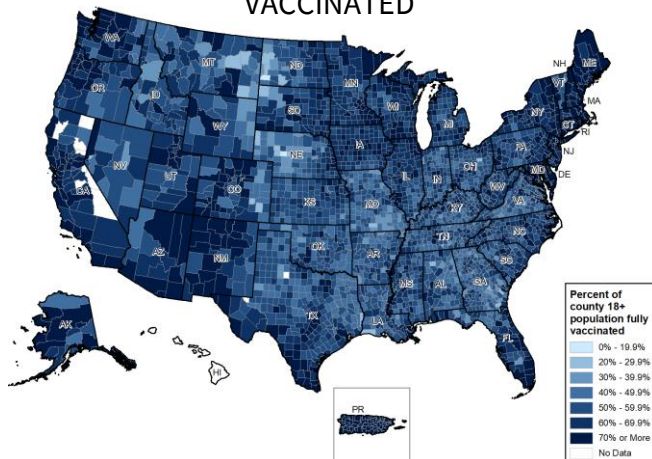 VACCINATED
WA
MT
ND
MN
OR
ID
WY
SD
WI
MI
NH
VT
ME
NY
MA
CT
RI
NV
UT
CO
NE
IA
IL
IN
OH
PA
NJ
DE
MD
WV
VA
CA
AZ
NM
KS
MO
KY
TN
NC
OK
AR
SC
MS
AL
GA
TX
LA
FL
AK
HI
PR
Percent of
county 18+
population fully
vaccinated
0% - 19.9%
20% - 29.9%
30% - 39.9%
40% - 49.9%
50% - 59.9%
60% - 69.9%
70% or More
No Data